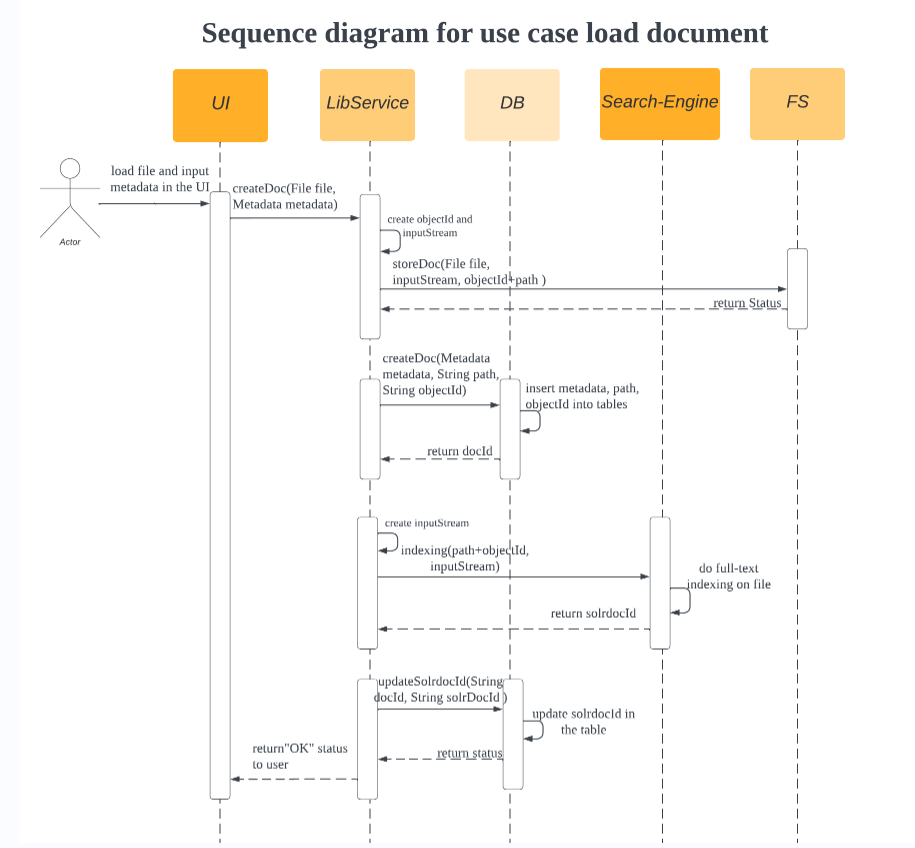 Sequence diagram for use case load document
UI
LibService
DB
Search-Engine
FS
load file and input
metadata in the UI
Actor
createDoc(File file,
Metadata metadata)
create objectId and
inputStream
storeDoc(File file,
inputStream, objectId+path )
return Status
createDoc(Metadata
metadata, String path,
String objectId)
insert metadata, path,
objectId into tables
return docId
create inputStream
indexing(path+objectId,
inputStream)
do full-text
indexing on file
return solrdocId
updateSolrdocId(String
docId, String solrDocId )
update solrdocId in
the table
return status
return"OK" status
to user